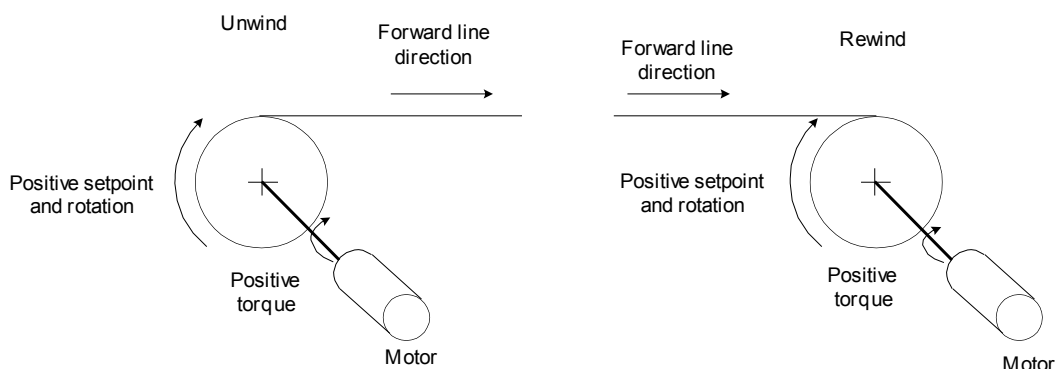 Unwind
Forward line
direction
Positive setpoint
and rotation
Positive
torque
Motor
Forward line
direction
Rewind
Positive setpoint
and rotation
Positive
torque
Motor